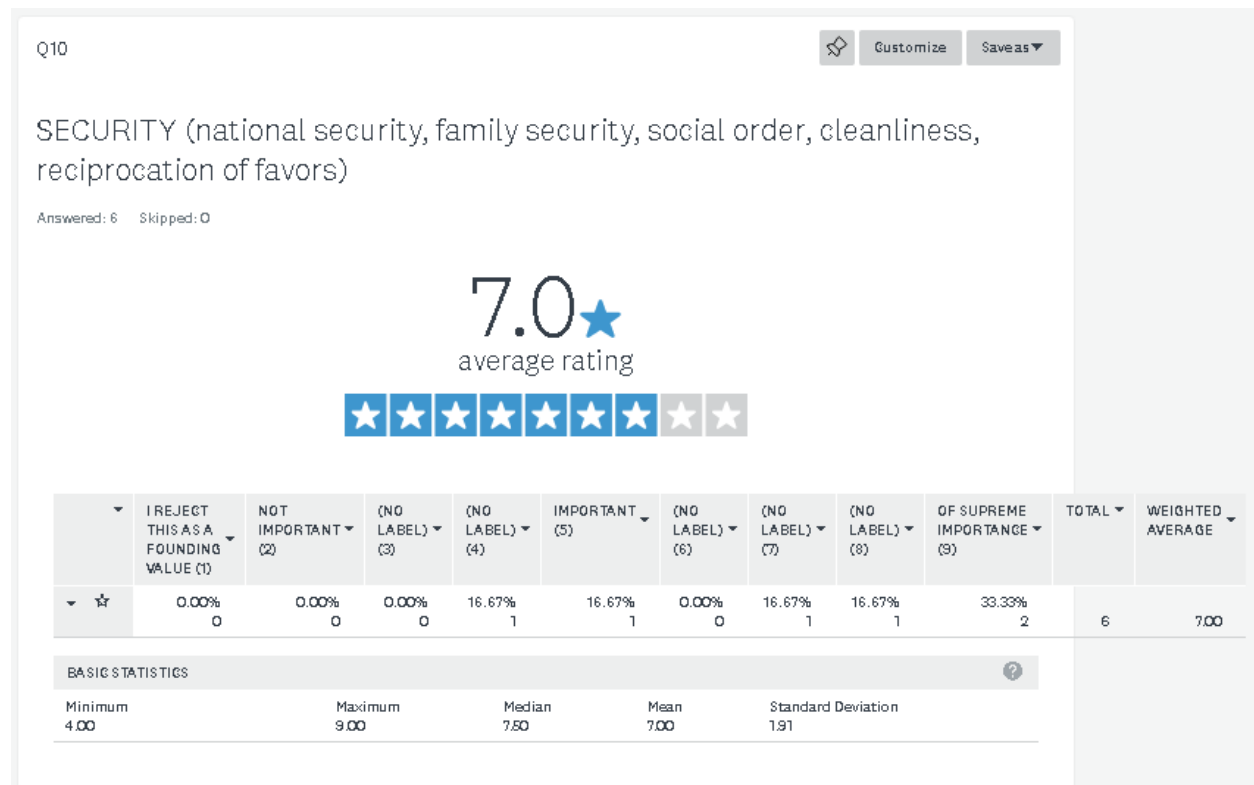 Q10
Customize
Save as
SECURITY (national security, family security, social order, cleanliness,
reciprocation of favors)
Answered: 6 Skipped: 0
7.0
average rating
I REJECT THIS AS A FOUNDING VALUE (1) NOT IMPORTANT (2) (NO LABEL) (3) (NO LABEL) (4) IMPORTANT (5) (NO LABEL) (6) (NO LABEL) (7) (NO LABEL) (8) OF SUPREME IMPORTANCE (9) TOTAL WEIGHTED AVERAGE
0.00% 0.00% 0.00% 16.67% 16.67% 0.00% 16.67% 16.67% 33.33%
0 0 0 1 1 0 1 1 2 6 7.00
BASIC STATISTICS ?
Minimum Maximum Median Mean Standard Deviation
4.00 9.00 7.50 7.00 1.91